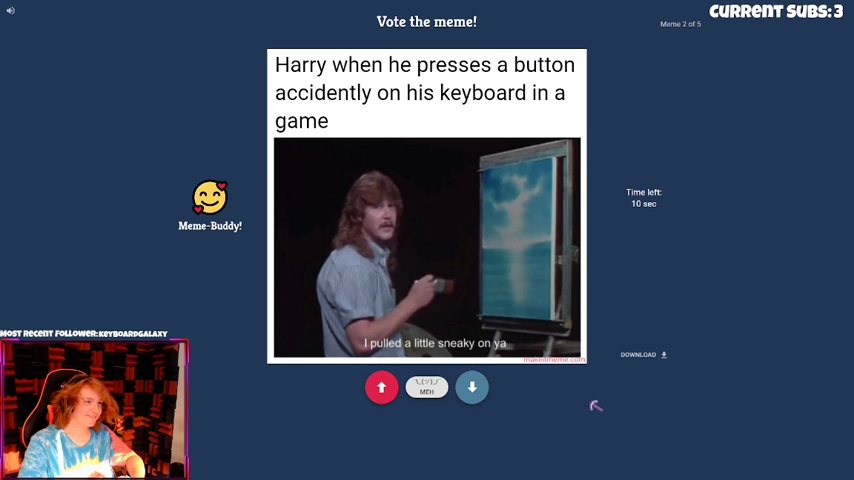 Vote the meme!
CURRENT SUBS: 3
Meme 2 of 5
Harry when he presses a button
accidently on his keyboard in a
game
Meme-Buddy!
Time left:
10 sec
I pulled a little sneaky on ya
makeitmeme.com
MOST RECENT FOLLOWER:KEYBOARDGALAXY
DOWNLOAD
¯\_(ツ)_/¯
MEH